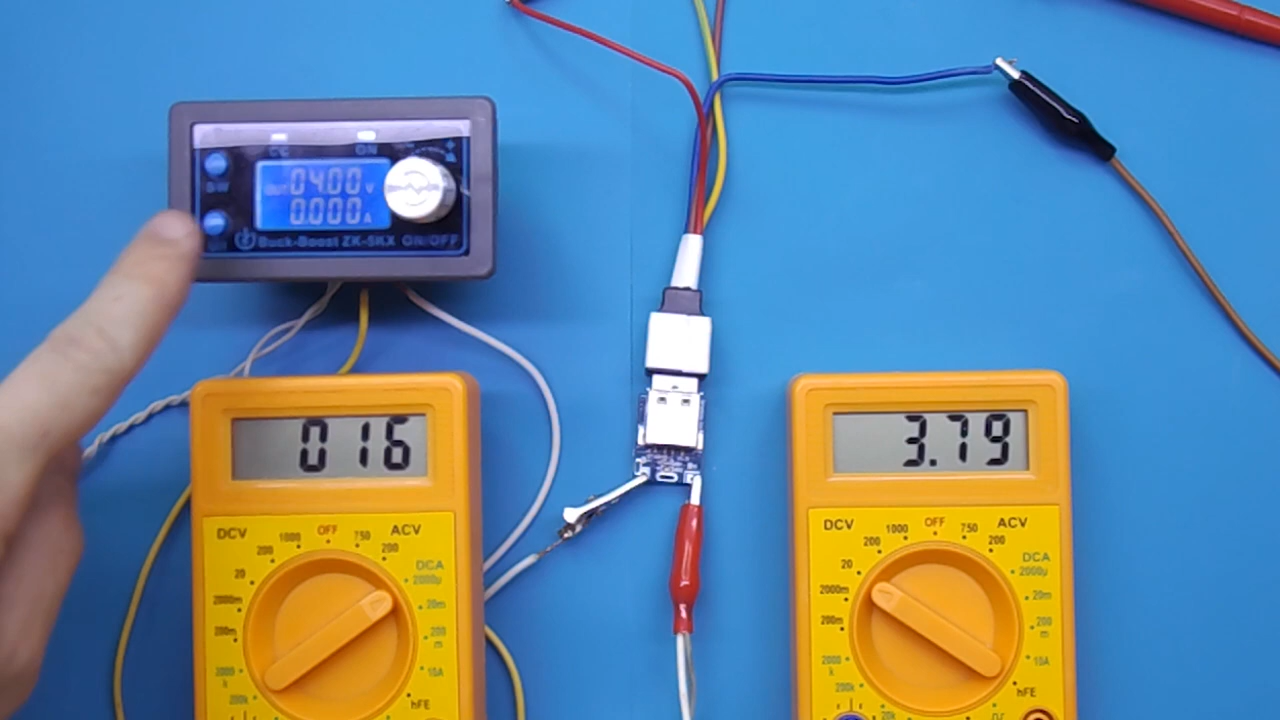 CC ON
S/W
OUT 04.00 V
0.000 A
Buck-Boost ZK-5KX ON/OFF
016
DCV OFF ACV
1000 750
200 200
20
2000m
200m
DCA
2000µ
20m
200
m
10A
hFE
2000
k
200k
3.79
DCV OFF ACV
1000 750
200 200
20
2000m
200m
DCA
2000µ
20m
200
m
10A
hFE
2000
k
200k
20k